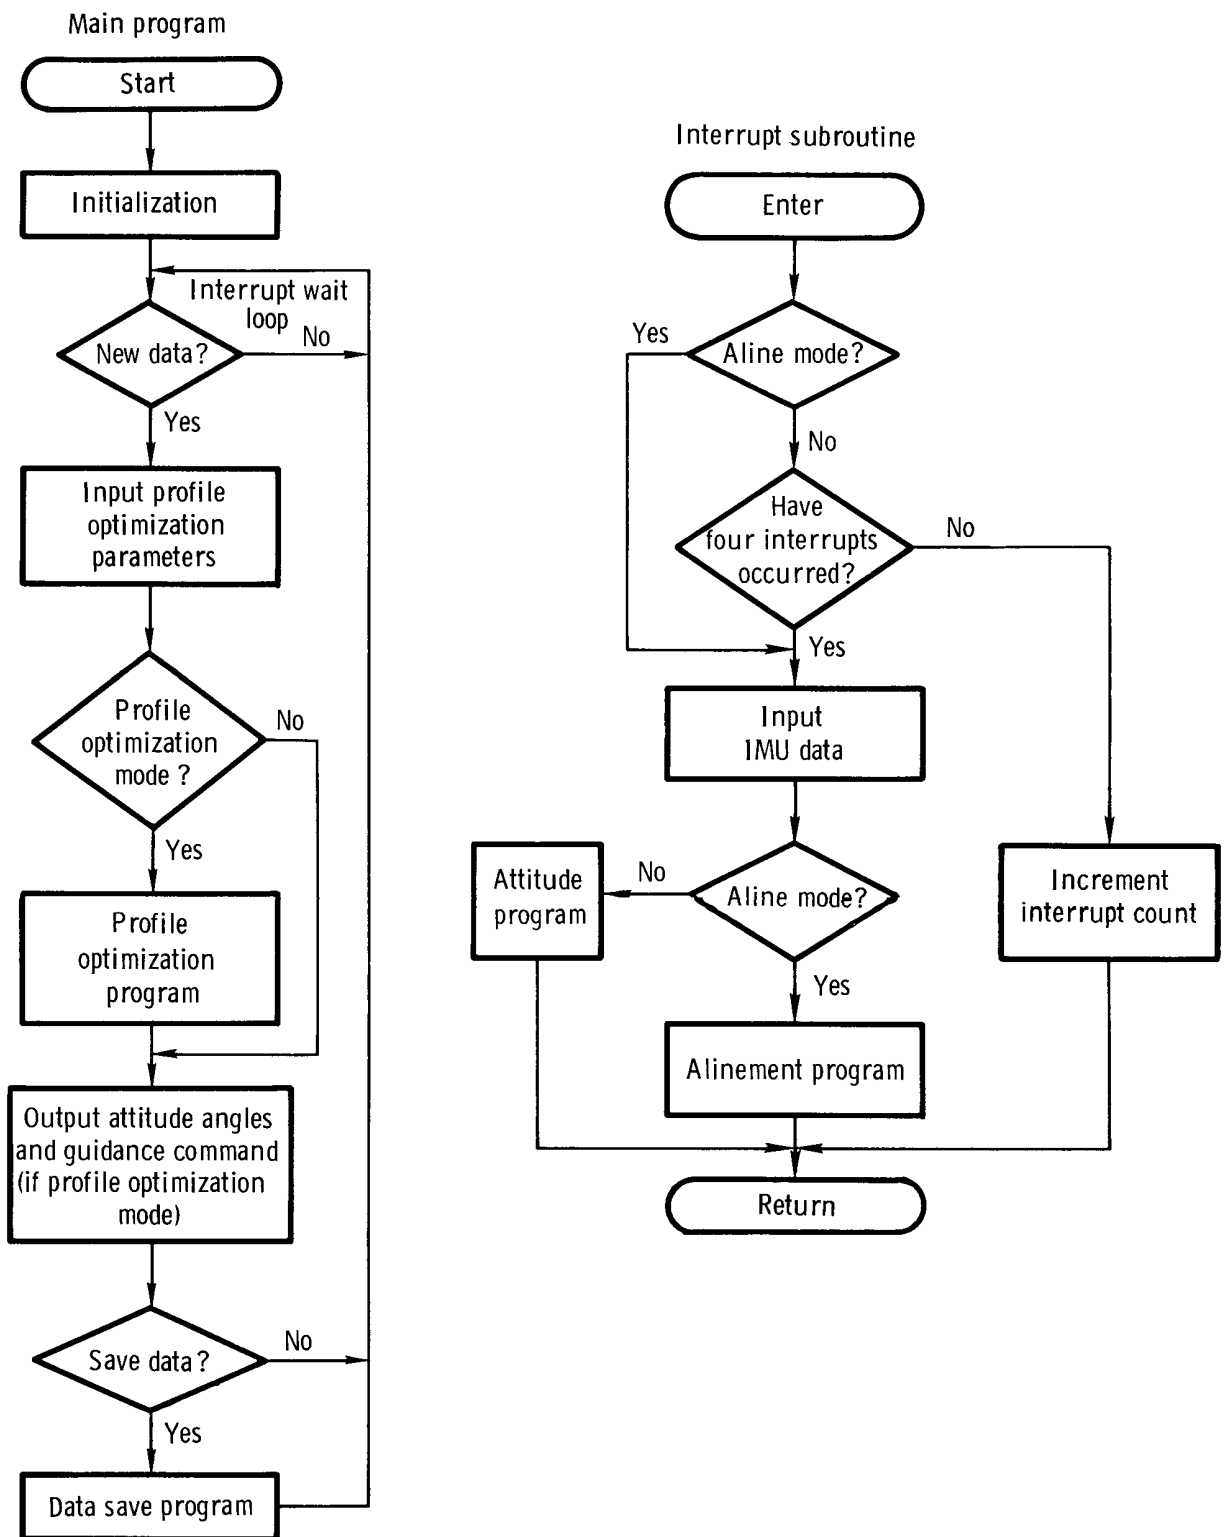 Main program
Start
Initialization
Interrupt wait
loop
New data?
No
Yes
Input profile
optimization
parameters
Profile
optimization
mode ?
No
Yes
Profile
optimization
program
Output attitude angles
and guidance command
(if profile optimization
mode)
Save data?
No
Yes
Data save program
Interrupt subroutine
Enter
Yes
Aline mode?
No
Have
four interrupts
occurred?
No
Yes
Input
IMU data
Attitude
program
No
Aline mode?
Increment
interrupt count
Yes
Alinement program
Return